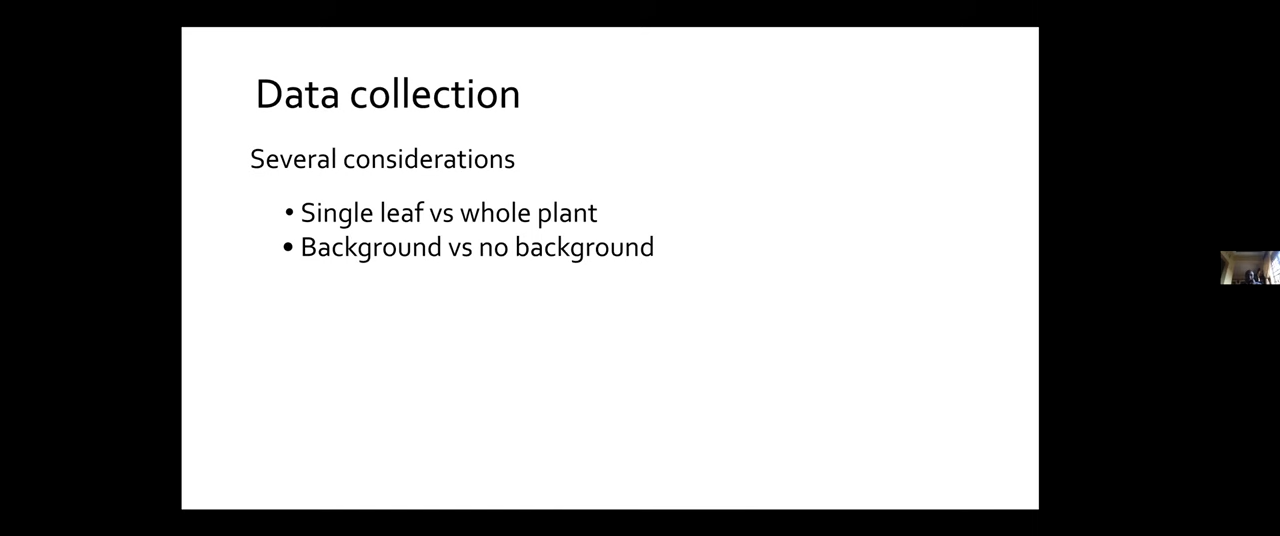 Data collection
Several considerations
• Single leaf vs whole plant
• Background vs no background